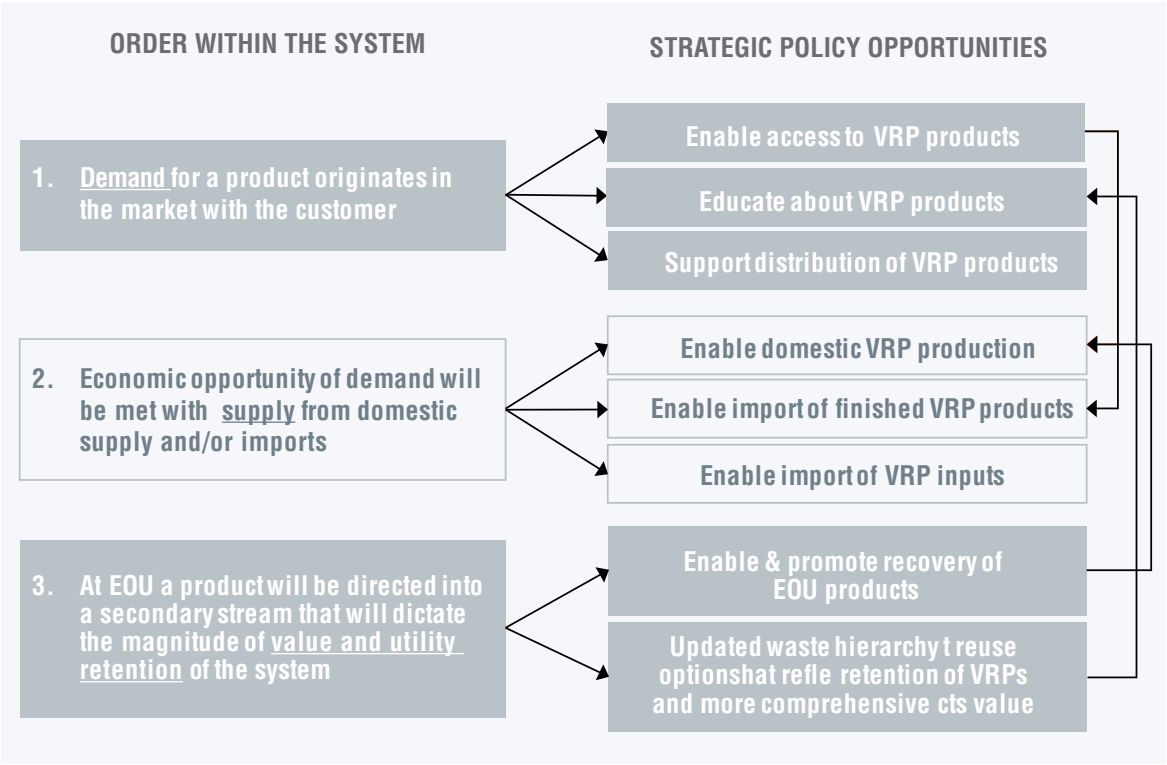 ORDER WITHIN THE SYSTEM
STRATEGIC POLICY OPPORTUNITIES
1. Demand for a product originates in
the market with the customer
Enable access to VRP products
Educate about VRP products
Support distribution of VRP products
2. Economic opportunity of demand will
be met with supply from domestic
supply and/or imports
Enable domestic VRP production
Enable import of finished VRP products
Enable import of VRP inputs
3. At EOU a product will be directed into
a secondary stream that will dictate
the magnitude of value and utility
retention of the system
Enable & promote recovery of
EOU products
Updated waste hierarchy t reuse
optionshat refle retention of VRPs
and more comprehensive cts value